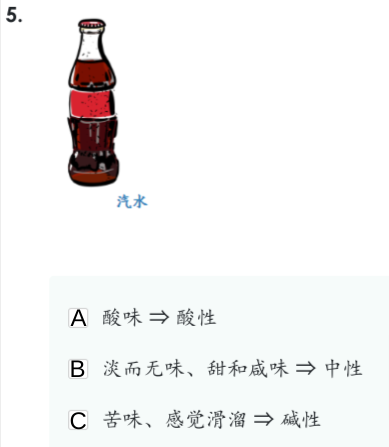 5.
汽水
A 酸味 ⇒ 酸性
B 淡而无味、甜和咸味 ⇒ 中性
C 苦味、感觉滑溜 ⇒ 碱性